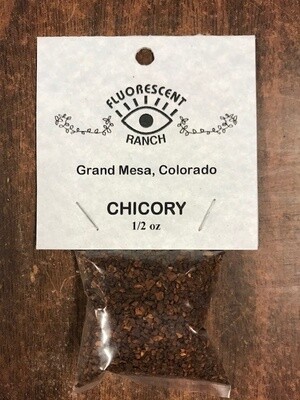 FLUORESCENT
RANCH
Grand Mesa, Colorado
CHICORY
1/2 oz